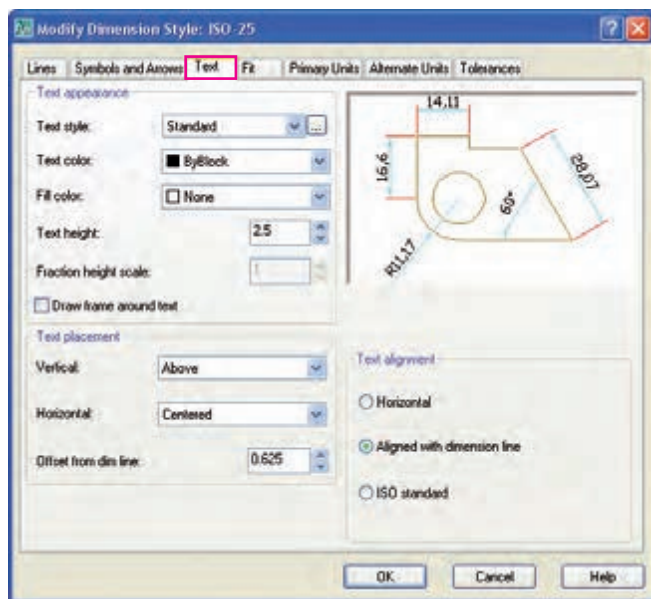 Modify Dimension Style: ISO-25
Lines Symbols and Arrows Text Fit Primary Units Alternate Units Tolerances
Text appearance
Text style: Standard ...
Text color: ByBlock
Fill color: None
Text height: 2.5
Fraction height scale: 1
Draw frame around text
Text placement
Vertical: Above
Horizontal: Centered
Offset from dim line: 0.625
14,11
16,6
28,07
60°
R11,17
Text alignment
Horizontal
Aligned with dimension line
ISO standard
OK Cancel Help